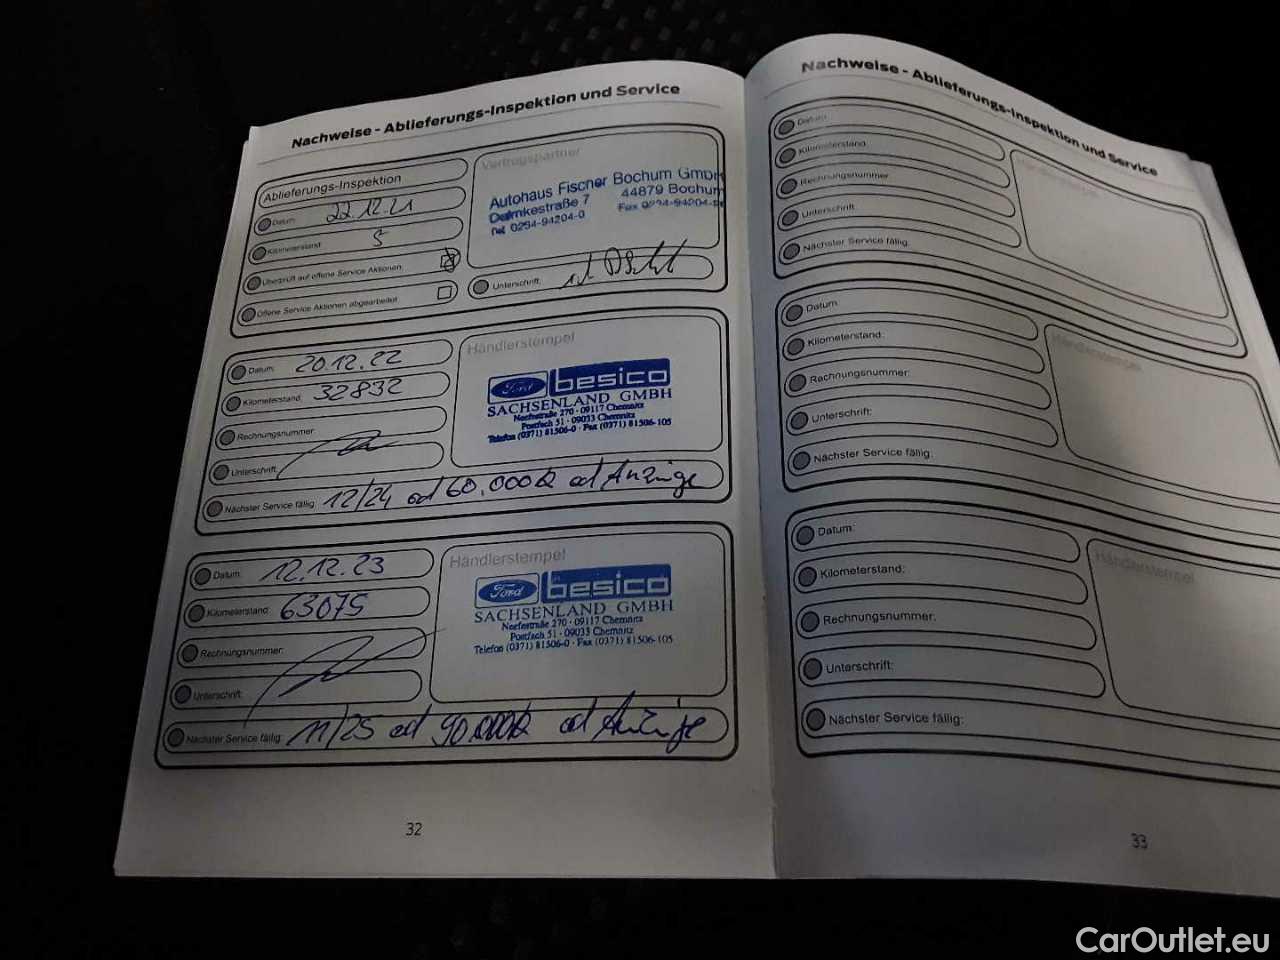 Nachweise - Ablieferungs-Inspektion und Service
Ablieferungs-Inspektion
Datum: 22.12.21
Kilometerstand: 5
Überprüft auf offene Service Aktionen:
Offene Service Aktionen abgearbeitet:
Vertragspartner
Autohaus Fischer Bochum GmbH
44879 Bochum
Tel. 0234-94204-0
Unterschrift:
Datum: 20.12.22
Kilometerstand: 32832
Rechnungsnummer:
Unterschrift:
Nächster Service fällig: 12/24 od 60.000 od Anzeige
Händlerstempel
Ford besico
SACHSENLAND GMBH
Neefestraße 270 · 09117 Chemnitz
Postfach 51 · 09033 Chemnitz
Telefon (0371) 81506-0 · Fax (0371) 81506-105
Datum: 12.12.23
Kilometerstand: 63075
Rechnungsnummer:
Unterschrift:
Nächster Service fällig: 11/25 od 90.000 od Anzeige
Händlerstempel
Ford besico
SACHSENLAND GMBH
Neefestraße 270 · 09117 Chemnitz
Postfach 51 · 09033 Chemnitz
Telefon (0371) 81506-0 · Fax (0371) 81506-105
32
Nachweise - Ablieferungs-Inspektion und Service
Datum:
Kilometerstand:
Rechnungsnummer:
Unterschrift:
Nächster Service fällig:
Händlerstempel
Datum:
Kilometerstand:
Rechnungsnummer:
Unterschrift:
Nächster Service fällig:
Händlerstempel
Datum:
Kilometerstand:
Rechnungsnummer:
Unterschrift:
Nächster Service fällig:
Händlerstempel
33
CarOutlet.eu